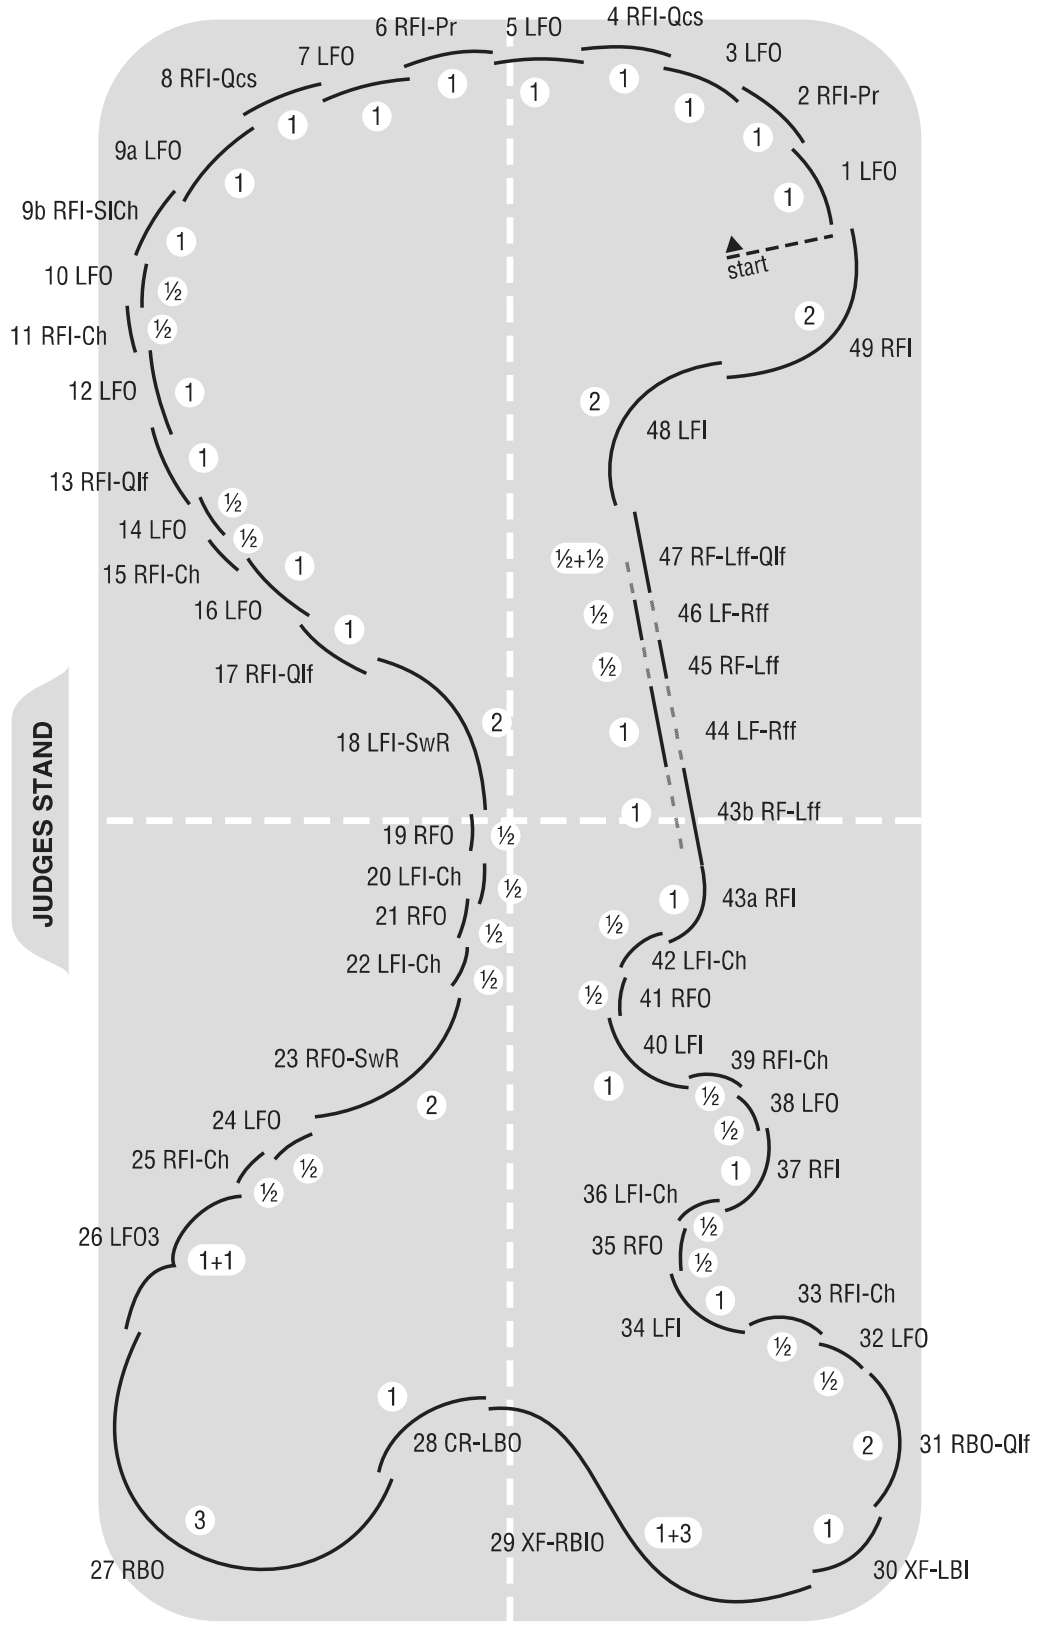 start
1 LFO
1
2 RFI-Pr
1
3 LFO
1
4 RFI-Qcs
1
5 LFO
1
6 RFI-Pr
1
7 LFO
1
8 RFI-Qcs
1
9a LFO
1
9b RFI-SlCh
1
10 LFO
½
11 RFI-Ch
½
12 LFO
1
13 RFI-Qlf
1
14 LFO
½
15 RFI-Ch
½
16 LFO
1
17 RFI-Qlf
1
18 LFI-SwR
2
19 RFO
½
20 LFI-Ch
½
21 RFO
½
22 LFI-Ch
½
23 RFO-SwR
2
24 LFO
½
25 RFI-Ch
½
26 LFO3
1+1
27 RBO
3
28 CR-LBO
1
29 XF-RBIO
1+3
30 XF-LBI
1
31 RBO-Qlf
2
32 LFO
½
33 RFI-Ch
½
34 LFI
1
35 RFO
½
36 LFI-Ch
½
37 RFI
1
38 LFO
½
39 RFI-Ch
½
40 LFI
1
41 RFO
½
42 LFI-Ch
½
43a RFI
1
43b RF-Lff
1
44 LF-Rff
1
45 RF-Lff
½
46 LF-Rff
½
47 RF-Lff-Qlf
½+½
48 LFI
2
49 RFI
2
JUDGES STAND